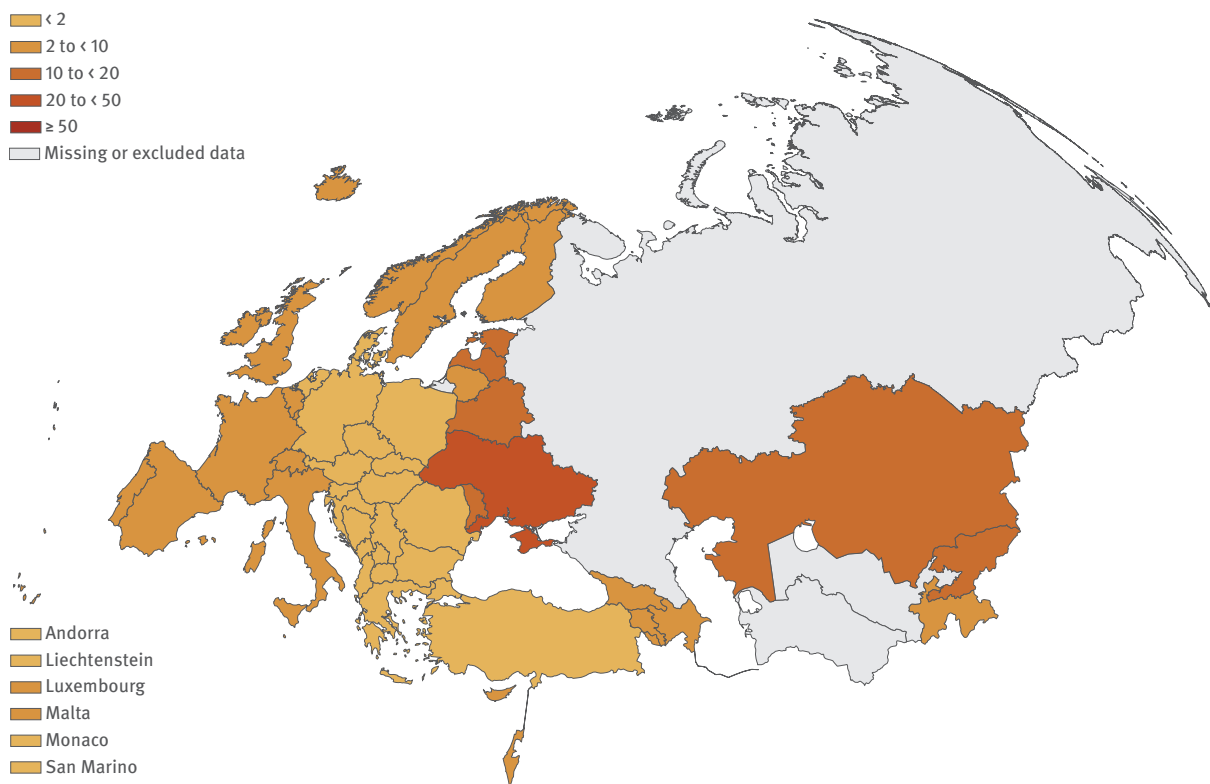 < 2
2 to < 10
10 to < 20
20 to < 50
≥ 50
Missing or excluded data
Andorra
Liechtenstein
Luxembourg
Malta
Monaco
San Marino